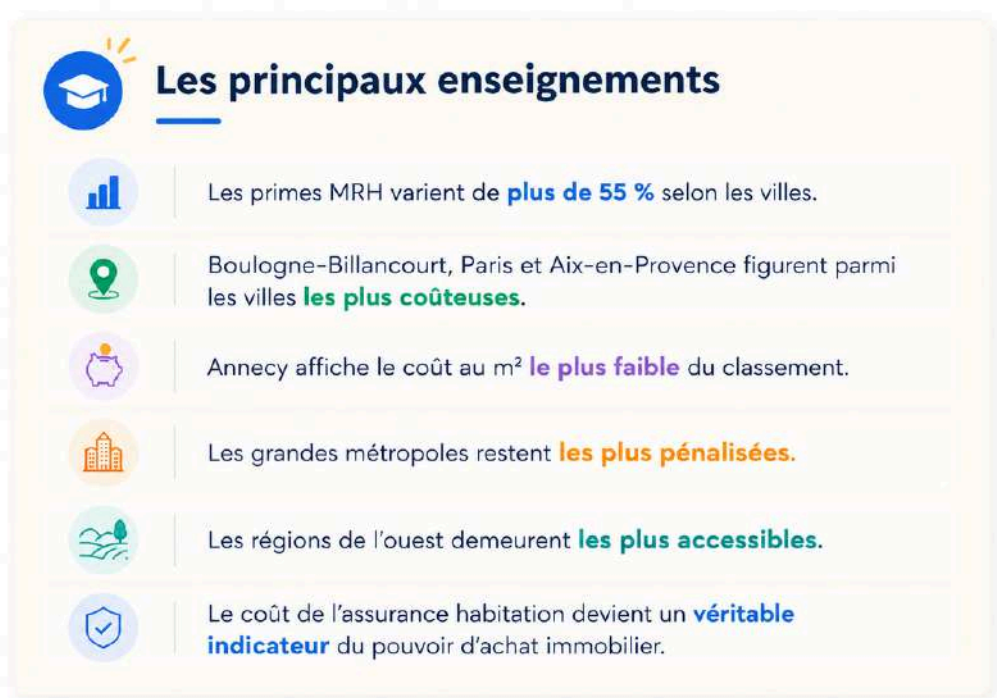 Les principaux enseignements
Les primes MRH varient de plus de 55 % selon les villes.
Boulogne-Billancourt, Paris et Aix-en-Provence figurent parmi
les villes les plus coûteuses.
Annecy affiche le coût au m² le plus faible du classement.
Les grandes métropoles restent les plus pénalisées.
Les régions de l'ouest demeurent les plus accessibles.
Le coût de l'assurance habitation devient un véritable
indicateur du pouvoir d'achat immobilier.